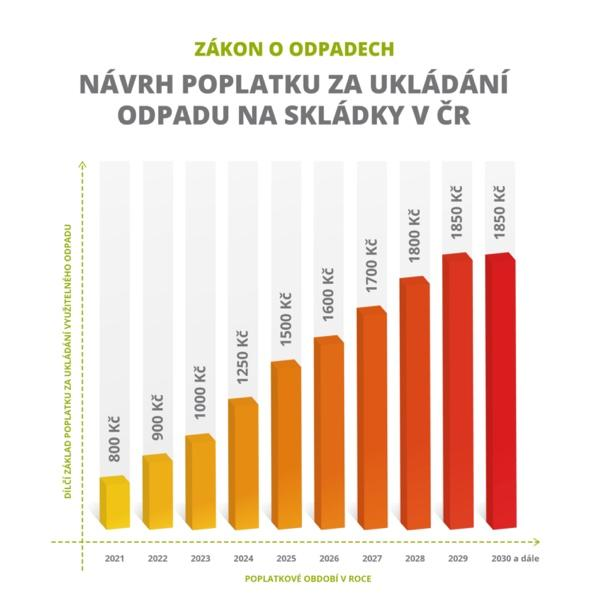 ZÁKON O ODPADECH
NÁVRH POPLATKU ZA UKLÁDÁNÍ
ODPADU NA SKLÁDKY V ČR
DÍLČÍ ZÁKLAD POPLATKU ZA UKLÁDÁNÍ VYUŽITELNÉHO ODPADU
800 Kč
900 Kč
1000 Kč
1250 Kč
1500 Kč
1600 Kč
1700 Kč
1800 Kč
1850 Kč
1850 Kč
2021 2022 2023 2024 2025 2026 2027 2028 2029 2030 a dále
POPLATKOVÉ OBDOBÍ V ROCE